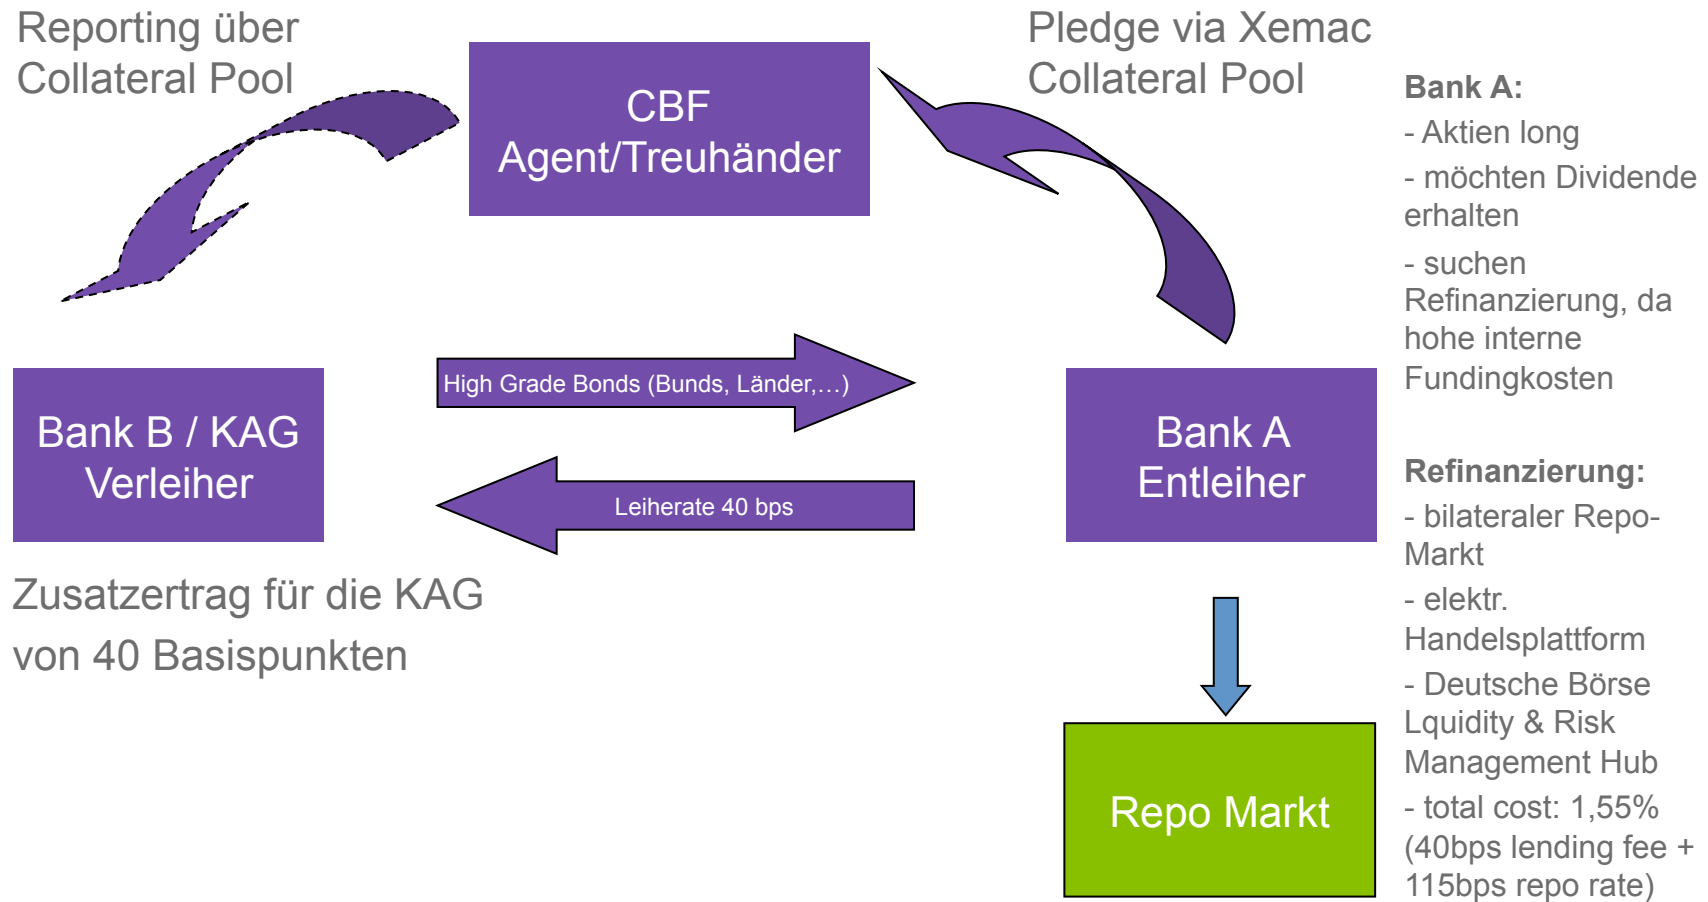 Reporting über
Collateral Pool
CBF
Agent/Treuhänder
Pledge via Xemac
Collateral Pool
High Grade Bonds (Bunds, Länder,…)
Leiherate 40 bps
Bank B / KAG
Verleiher
Bank A
Entleiher
Zusatzertrag für die KAG
von 40 Basispunkten
Repo Markt
Bank A:
- Aktien long
- möchten Dividende
erhalten
- suchen
Refinanzierung, da
hohe interne
Fundingkosten
Refinanzierung:
- bilateraler Repo-
Markt
- elektr.
Handelsplattform
- Deutsche Börse
Lquidity & Risk
Management Hub
- total cost: 1,55%
(40bps lending fee +
115bps repo rate)